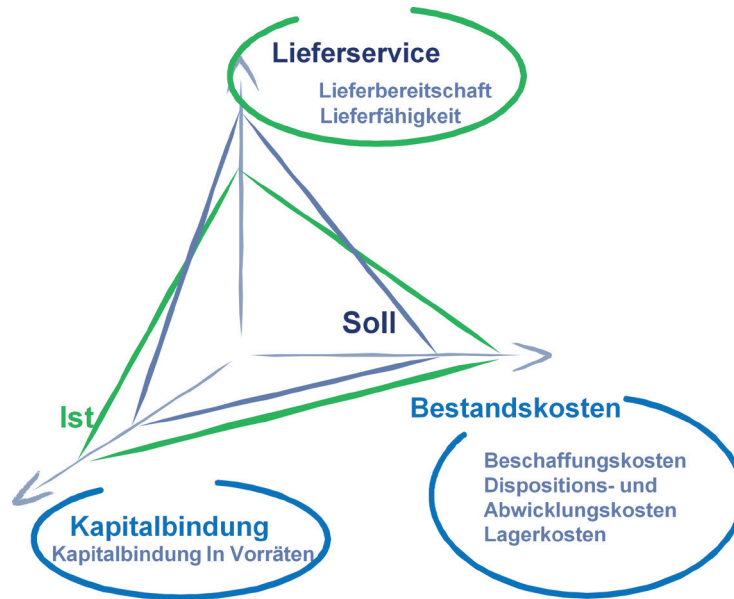 Lieferservice
Lieferbereitschaft
Lieferfähigkeit
Soll
Ist
Bestandskosten
Beschaffungskosten
Dispositions- und
Abwicklungskosten
Lagerkosten
Kapitalbindung
Kapitalbindung In Vorräten